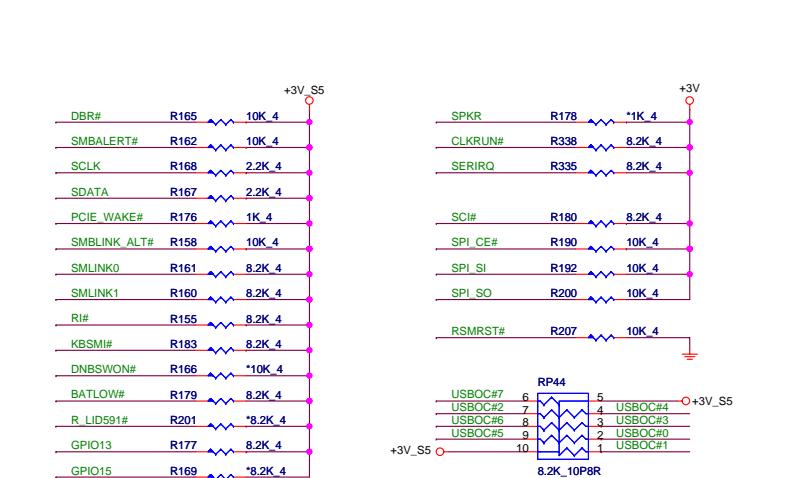 +3V_S5
DBR# R165 10K_4
SMBALERT# R162 10K_4
SCLK R168 2.2K_4
SDATA R167 2.2K_4
PCIE_WAKE# R176 1K_4
SMBLINK_ALT# R158 10K_4
SMLINK0 R161 8.2K_4
SMLINK1 R160 8.2K_4
RI# R155 8.2K_4
KBSMI# R183 8.2K_4
DNBSWON# R166 *10K_4
BATLOW# R179 8.2K_4
R_LID591# R201 *8.2K_4
GPIO13 R177 8.2K_4
GPIO15 R169 *8.2K_4
+3V
SPKR R178 *1K_4
CLKRUN# R338 8.2K_4
SERIRQ R335 8.2K_4
SCI# R180 8.2K_4
SPI_CE# R190 10K_4
SPI_SI R192 10K_4
SPI_SO R200 10K_4
RSMRST# R207 10K_4
RP44
USBOC#7 6 5 +3V_S5
USBOC#2 7 4 USBOC#4
USBOC#6 8 3 USBOC#3
USBOC#5 9 2 USBOC#0
+3V_S5 10 1 USBOC#1
8.2K_10P8R